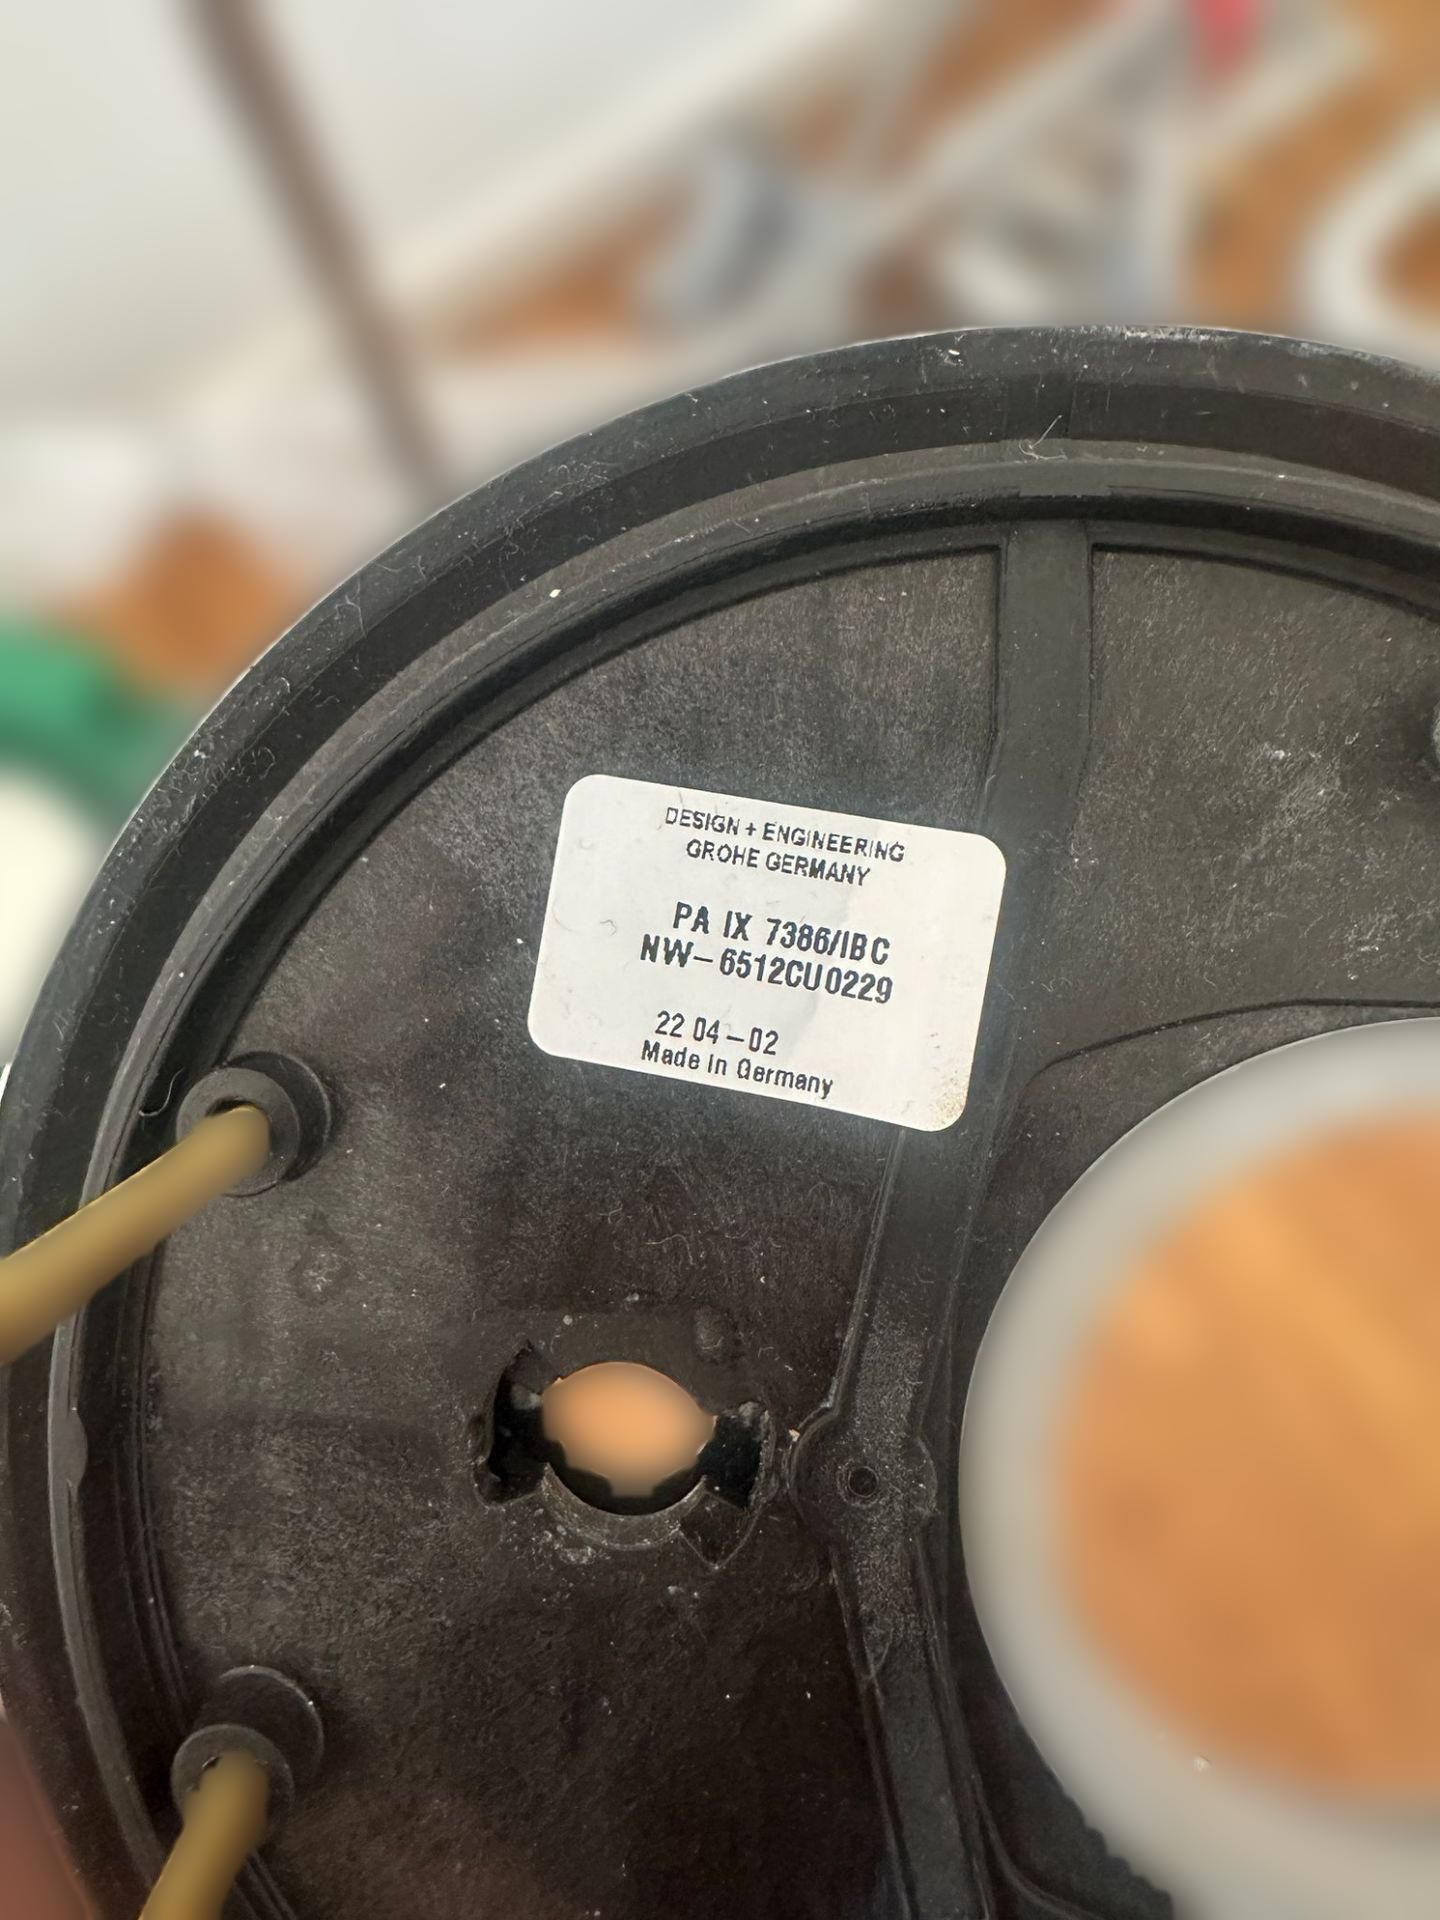 DESIGN + ENGINEERING
GROHE GERMANY
PA IX 7386/IBC
NW-6512CU0229
22 04-02
Made in Germany